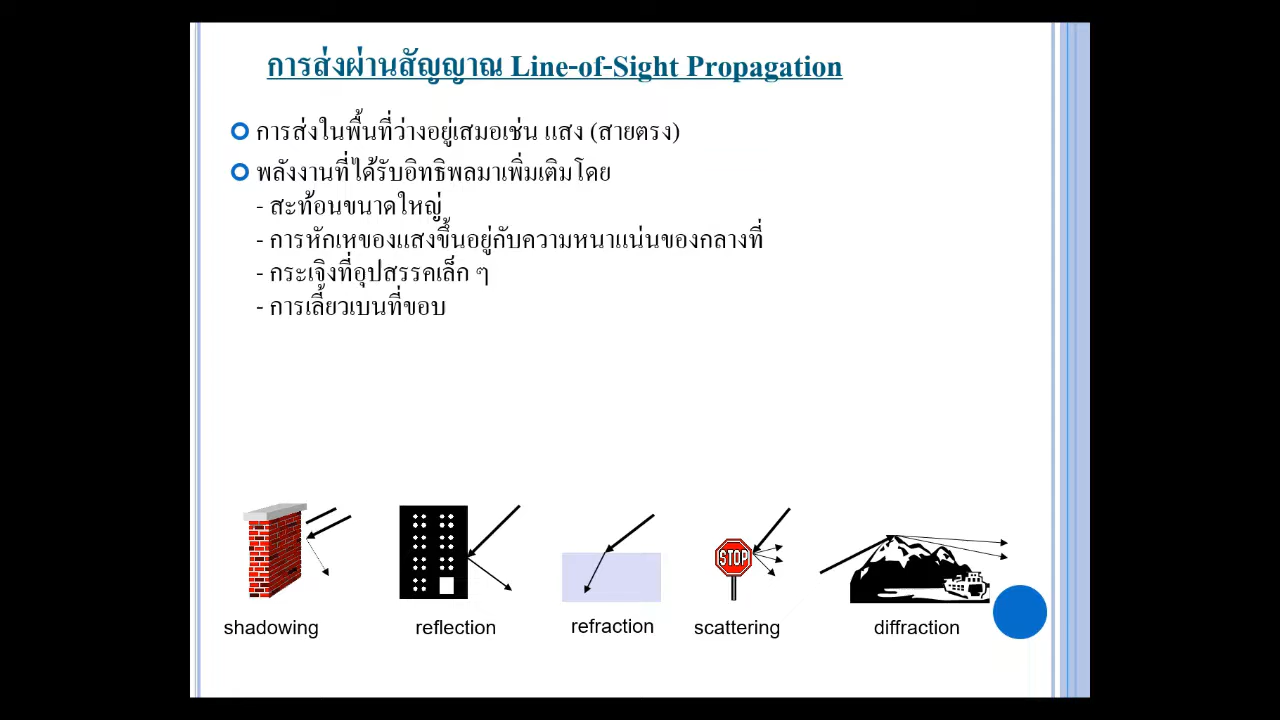 การส่งผ่านสัญญาณ Line-of-Sight Propagation
การส่งในพื้นที่ว่างอยู่เสมอเช่น แสง (สายตรง)
พลังงานที่ได้รับอิทธิพลมาเพิ่มเติมโดย
- สะท้อนขนาดใหญ่
- การหักเหของแสงขึ้นอยู่กับความหนาแน่นของกลางที่
- กระเจิงที่อุปสรรคเล็ก ๆ
- การเลี้ยวเบนที่ขอบ
STOP
shadowing reflection refraction scattering diffraction